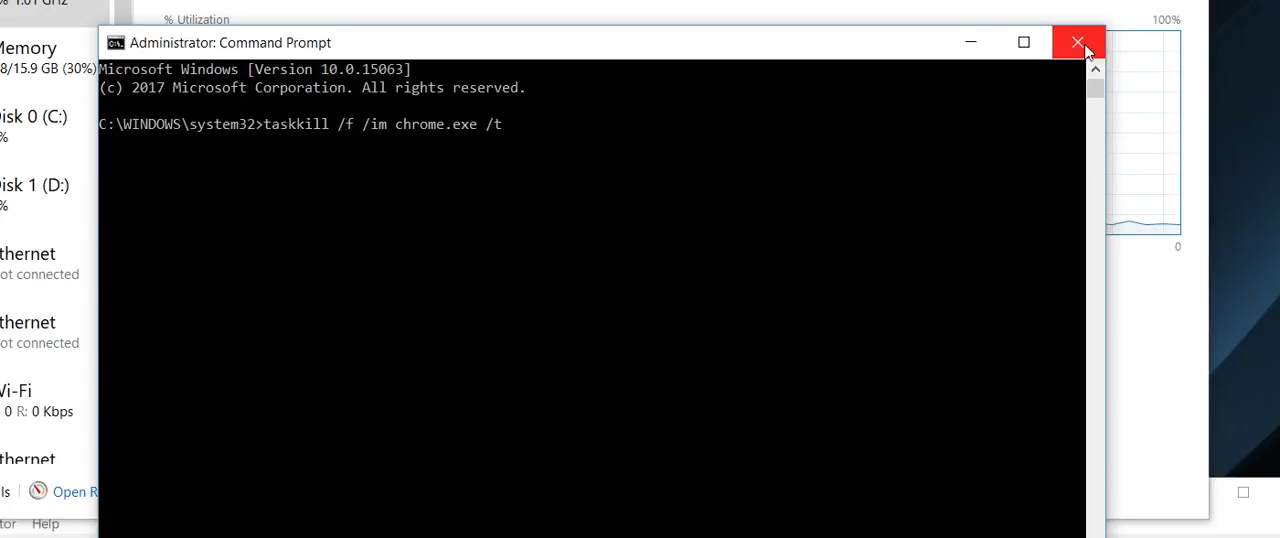 % Utilization
100%
Administrator: Command Prompt
Memory
8/15.9 GB (30%)
Microsoft Windows [Version 10.0.15063]
(c) 2017 Microsoft Corporation. All rights reserved.
Disk 0 (C:)
%
C:\WINDOWS\system32>taskkill /f /im chrome.exe /t
Disk 1 (D:)
%
0
thernet
ot connected
thernet
ot connected
Wi-Fi
0 R: 0 Kbps
thernet
ls
Open R
tor
Help